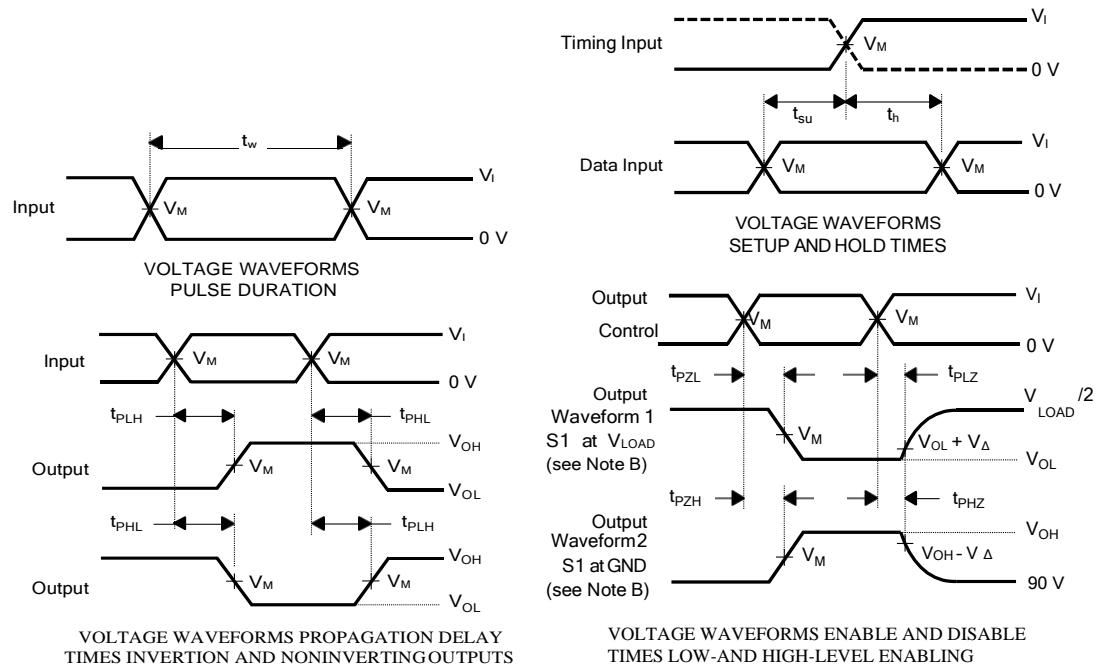 t_w
Input
V_M
V_M
V_I
0 V
VOLTAGE WAVEFORMS
PULSE DURATION
Timing Input
V_M
V_I
0 V
t_su
t_h
Data Input
V_M
V_M
V_I
0 V
VOLTAGE WAVEFORMS
SETUP AND HOLD TIMES
Input
V_M
V_M
V_I
0 V
t_PLH
t_PHL
Output
V_M
V_M
V_OH
V_OL
t_PHL
t_PLH
Output
V_M
V_M
V_OH
V_OL
VOLTAGE WAVEFORMS PROPAGATION DELAY
TIMES INVERTION AND NONINVERTING OUTPUTS
Output
Control
V_M
V_M
V_I
0 V
t_PZL
t_PLZ
Output
Waveform 1
S1 at V_LOAD
(see Note B)
V_M
V_LOAD/2
V_OL + V_Δ
V_OL
t_PZH
t_PHZ
Output
Waveform2
S1 at GND
(see Note B)
V_M
V_OH
V_OH - V_Δ
90 V
VOLTAGE WAVEFORMS ENABLE AND DISABLE
TIMES LOW-AND HIGH-LEVEL ENABLING